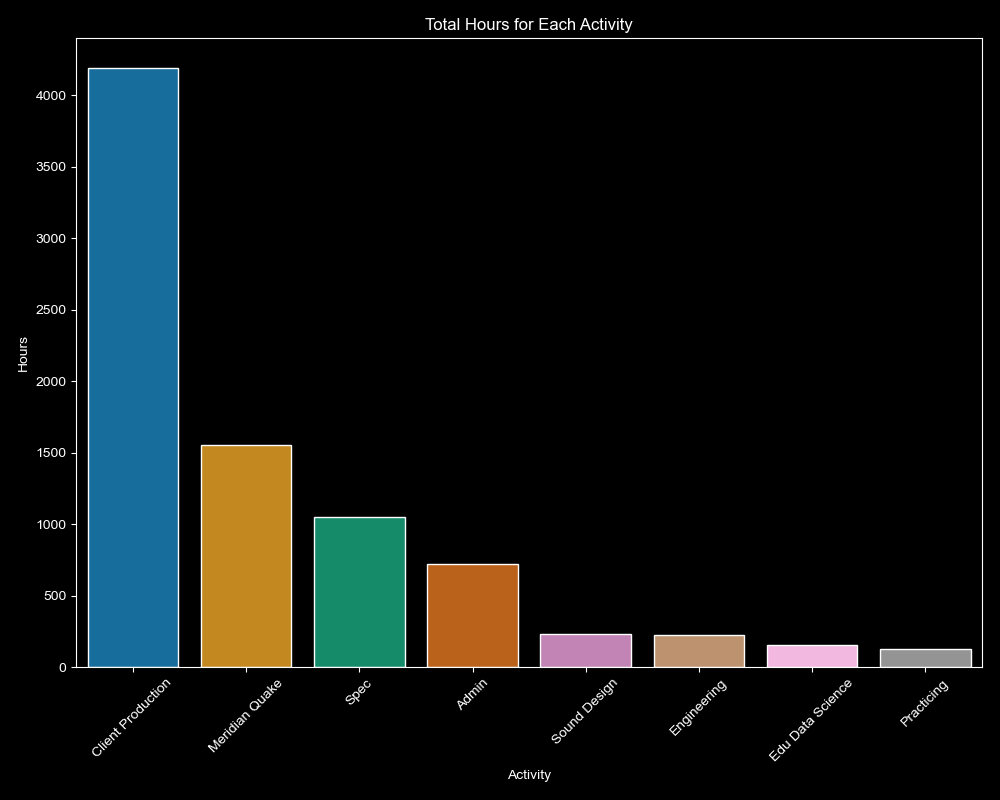 Total Hours for Each Activity
Hours
4000
3500
3000
2500
2000
1500
1000
500
0
Client Production
Meridian Quake
Spec
Admin
Sound Design
Engineering
Edu Data Science
Practicing
Activity